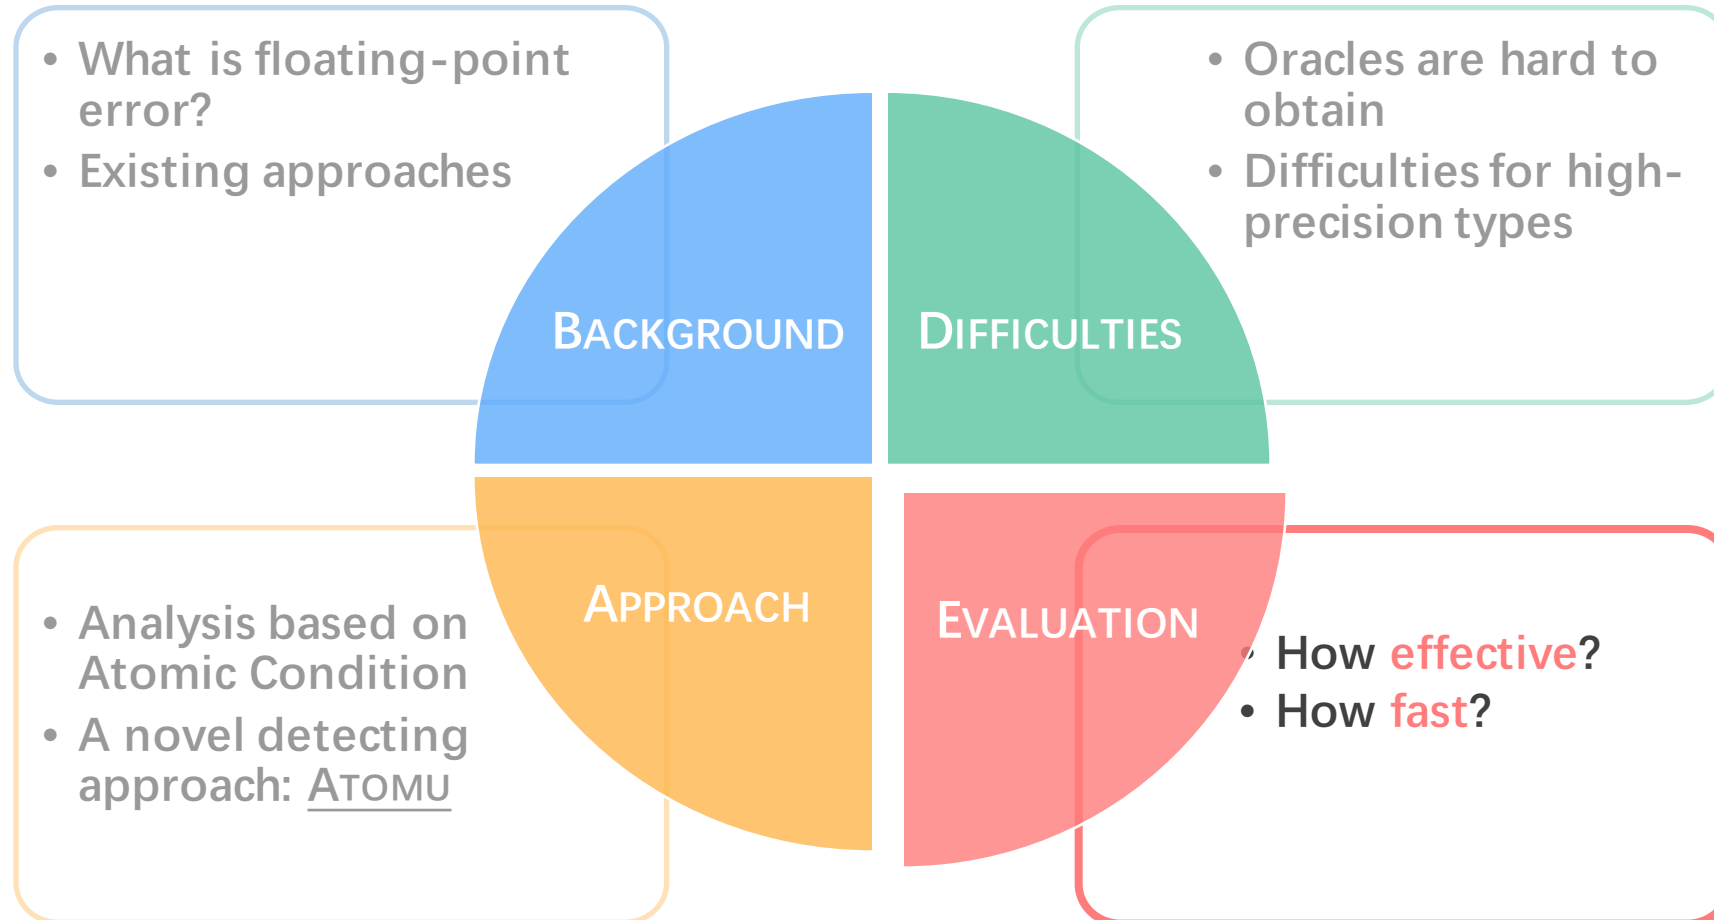 • What is floating-point
error?
• Existing approaches
BACKGROUND
• Oracles are hard to
obtain
• Difficulties for high-
precision types
DIFFICULTIES
• Analysis based on
Atomic Condition
• A novel detecting
approach: ATOMU
APPROACH
EVALUATION
• How effective?
• How fast?